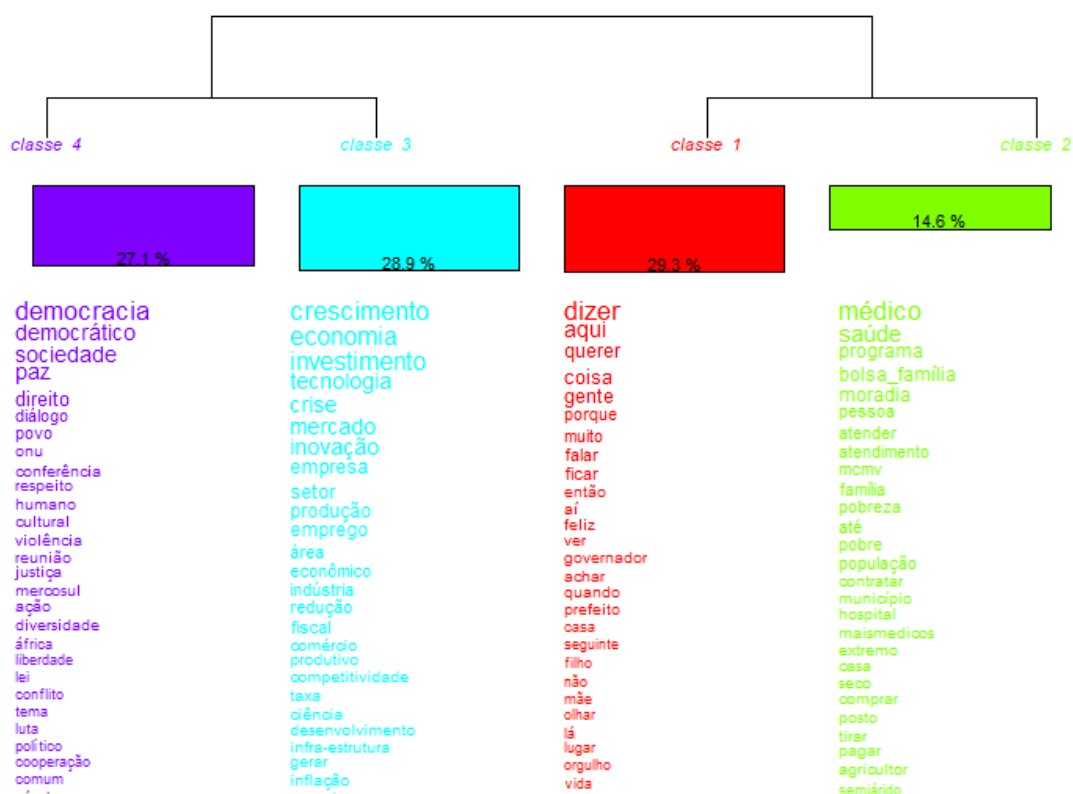 classe 4
classe 3
classe 1
classe 2
27.1 %
28.9 %
29.3 %
14.6 %
democracia
democrático
sociedade
paz
direito
diálogo
povo
onu
conferência
respeito
humano
cultural
violência
reunião
justiça
mercosul
ação
diversidade
áfrica
liberdade
lei
conflito
tema
luta
político
cooperação
comum
crescimento
economia
investimento
tecnologia
crise
mercado
inovação
empresa
setor
produção
emprego
área
econômico
indústria
redução
fiscal
comércio
produtivo
competitividade
taxa
ciência
desenvolvimento
infra-estrutura
gerar
inflação
dizer
aqui
querer
coisa
gente
porque
muito
falar
ficar
então
aí
feliz
ver
governador
achar
quando
prefeito
casa
seguinte
filho
não
mãe
olhar
lá
lugar
orgulho
vida
médico
saúde
programa
bolsa_família
moradia
pessoa
atender
atendimento
mcmv
família
pobreza
até
pobre
população
contratar
município
hospital
maismedicos
extremo
casa
seco
comprar
posto
tirar
pagar
agricultor
semiárido